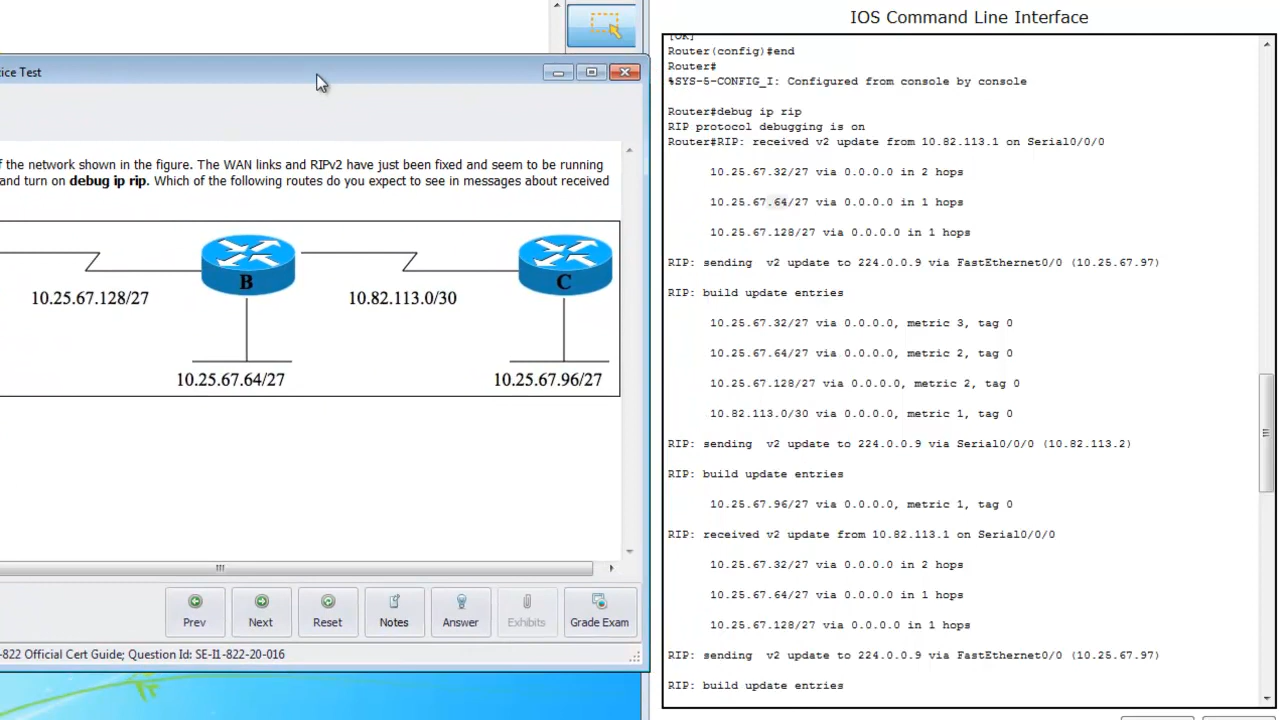 IOS Command Line Interface
[OK]
Router(config)#end
Router#
%SYS-5-CONFIG_I: Configured from console by console
Router#debug ip rip
RIP protocol debugging is on
Router#RIP: received v2 update from 10.82.113.1 on Serial0/0/0
10.25.67.32/27 via 0.0.0.0 in 2 hops
10.25.67.64/27 via 0.0.0.0 in 1 hops
10.25.67.128/27 via 0.0.0.0 in 1 hops
RIP: sending v2 update to 224.0.0.9 via FastEthernet0/0 (10.25.67.97)
RIP: build update entries
10.25.67.32/27 via 0.0.0.0, metric 3, tag 0
10.25.67.64/27 via 0.0.0.0, metric 2, tag 0
10.25.67.128/27 via 0.0.0.0, metric 2, tag 0
10.82.113.0/30 via 0.0.0.0, metric 1, tag 0
RIP: sending v2 update to 224.0.0.9 via Serial0/0/0 (10.82.113.2)
RIP: build update entries
10.25.67.96/27 via 0.0.0.0, metric 1, tag 0
RIP: received v2 update from 10.82.113.1 on Serial0/0/0
10.25.67.32/27 via 0.0.0.0 in 2 hops
10.25.67.64/27 via 0.0.0.0 in 1 hops
10.25.67.128/27 via 0.0.0.0 in 1 hops
RIP: sending v2 update to 224.0.0.9 via FastEthernet0/0 (10.25.67.97)
RIP: build update entries
ice Test
f the network shown in the figure. The WAN links and RIPv2 have just been fixed and seem to be running
and turn on debug ip rip. Which of the following routes do you expect to see in messages about received
B
C
10.25.67.128/27
10.82.113.0/30
10.25.67.64/27
10.25.67.96/27
Prev
Next
Reset
Notes
Answer
Exhibits
Grade Exam
-822 Official Cert Guide; Question Id: SE-I1-822-20-016